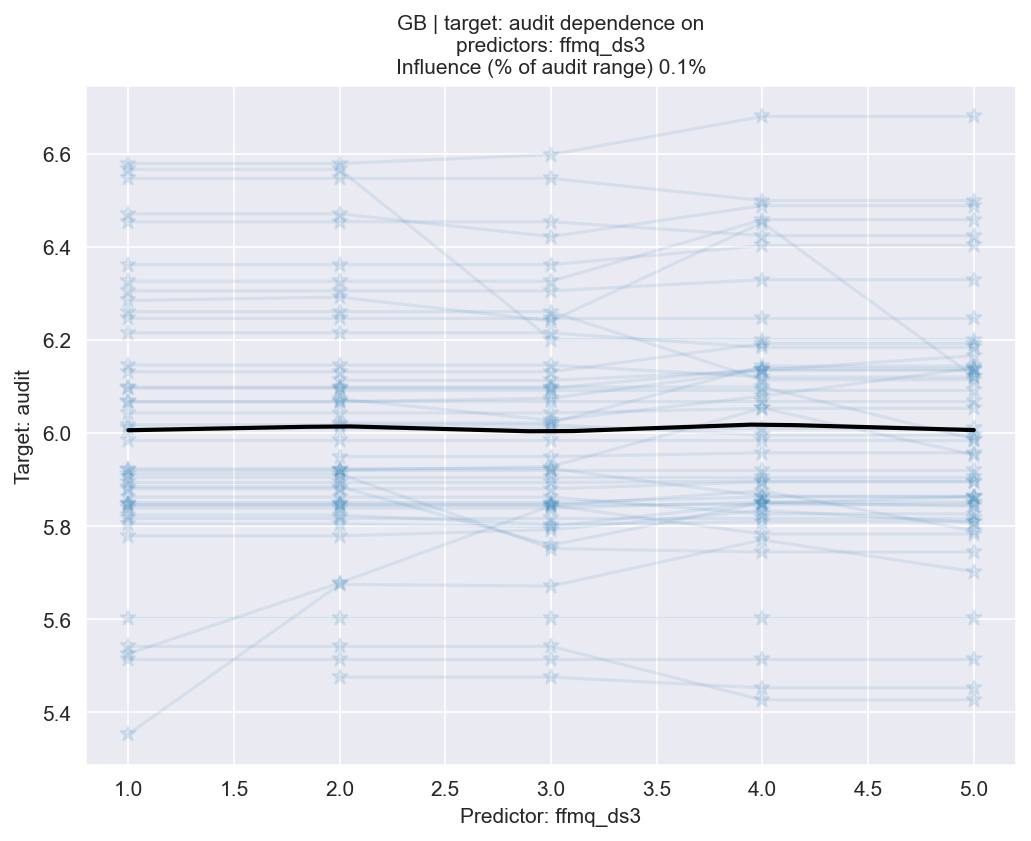 GB | target: audit dependence on
predictors: ffmq_ds3
Influence (% of audit range) 0.1%
Target: audit
6.6
6.4
6.2
6.0
5.8
5.6
5.4
1.0 1.5 2.0 2.5 3.0 3.5 4.0 4.5 5.0
Predictor: ffmq_ds3